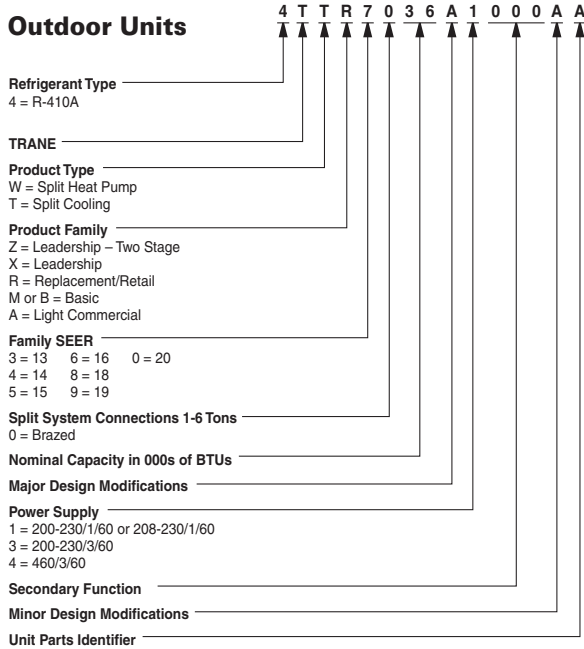 Outdoor Units
4 T T R 7 0 3 6 A 1 0 0 0 A A
Refrigerant Type
4 = R-410A
TRANE
Product Type
W = Split Heat Pump
T = Split Cooling
Product Family
Z = Leadership – Two Stage
X = Leadership
R = Replacement/Retail
M or B = Basic
A = Light Commercial
Family SEER
3 = 13 6 = 16 0 = 20
4 = 14 8 = 18
5 = 15 9 = 19
Split System Connections 1-6 Tons
0 = Brazed
Nominal Capacity in 000s of BTUs
Major Design Modifications
Power Supply
1 = 200-230/1/60 or 208-230/1/60
3 = 200-230/3/60
4 = 460/3/60
Secondary Function
Minor Design Modifications
Unit Parts Identifier